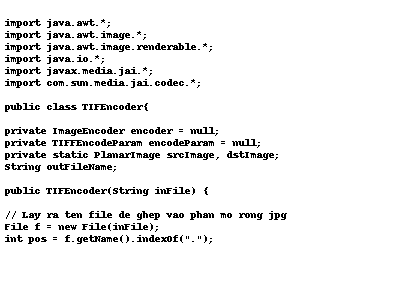 import java.awt.*;
import java.awt.image.*;
import java.awt.image.renderable.*;
import java.io.*;
import javax.media.jai.*;
import com.sun.media.jai.codec.*;
public class TIFEncoder{
private ImageEncoder encoder = null;
private TIFFEncodeParam encodeParam = null;
private static PlanarImage srcImage, dstImage;
String outFileName;
public TIFEncoder(String inFile) {
// Lay ra ten file de ghep vao phan mo rong jpg
File f = new File(inFile);
int pos = f.getName().indexOf(".");